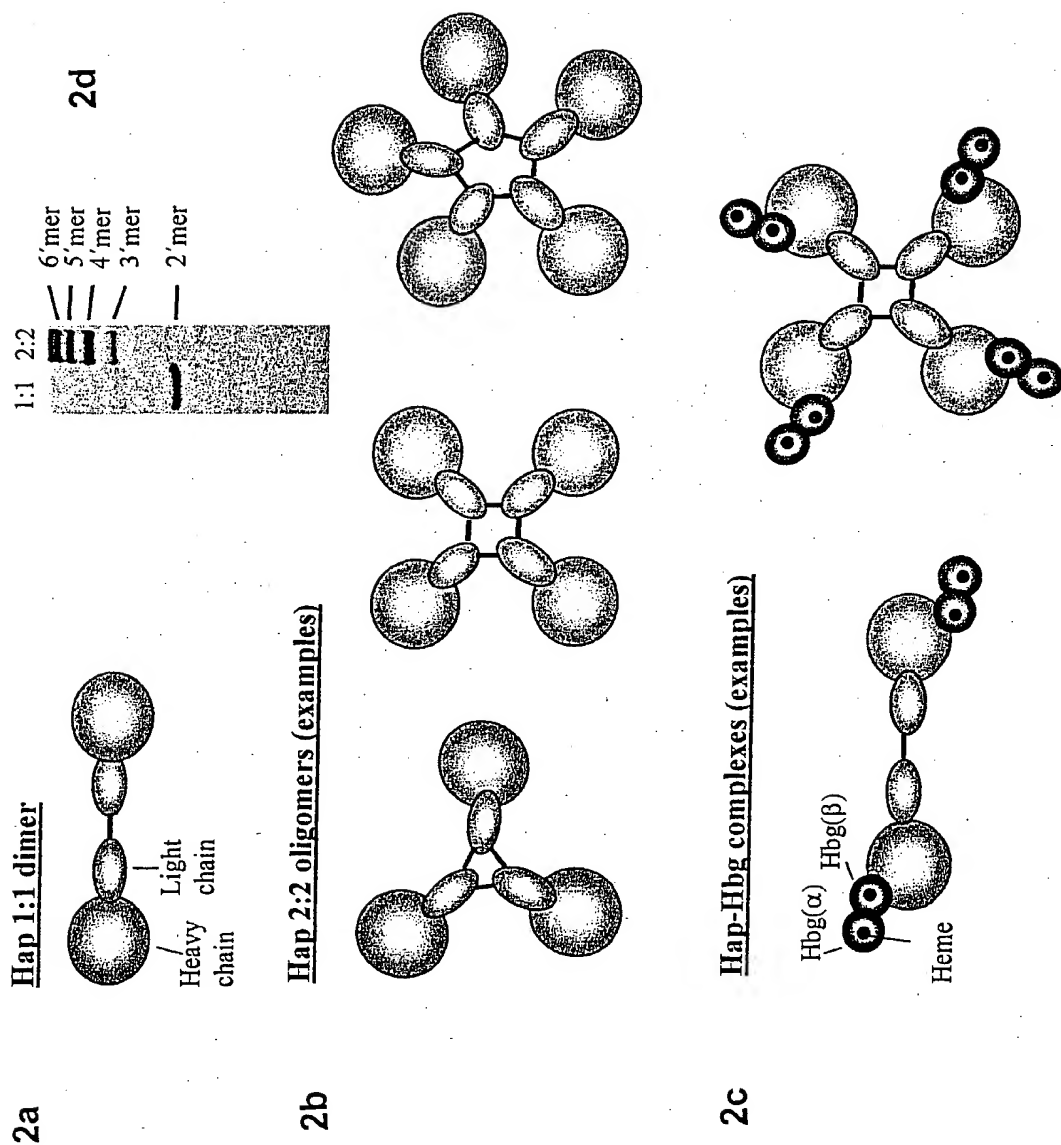 2a
Hap 1:1 dimer
Heavy
chain
Light
chain
2d
1:1 2:2
6'mer
5'mer
4'mer
3'mer
2'mer
2b
Hap 2:2 oligomers (examples)
2c
Hap-Hbg complexes (examples)
Hbg(α)
Hbg(β)
Heme